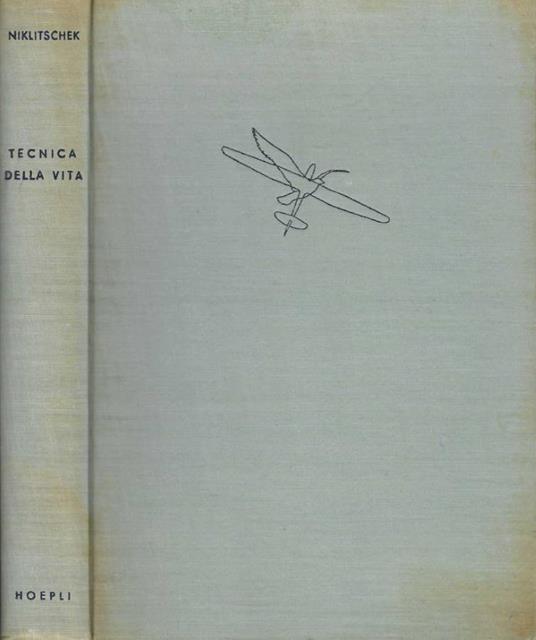 NIKLITSCHEK
TECNICA
DELLA VITA
HOEPLI